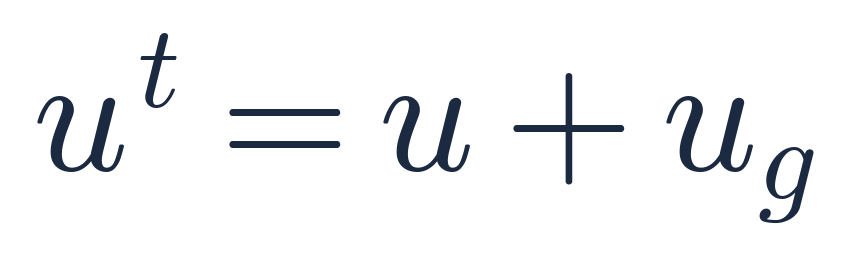 u^t = u + u_g